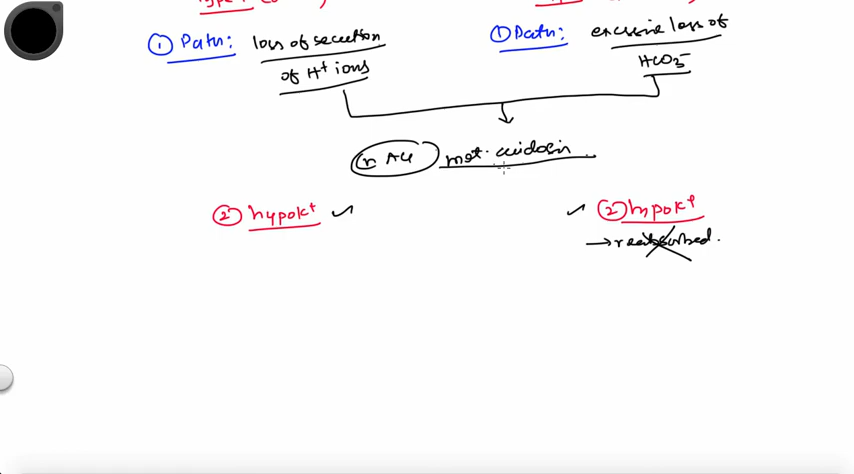 ① Path: loss of secretion
of H+ ions
① Path: excessive loss of
HCO3-
n AG met. acidosis
② hypok+ ✓
✓ ② hypok+
→ reabsorbed.